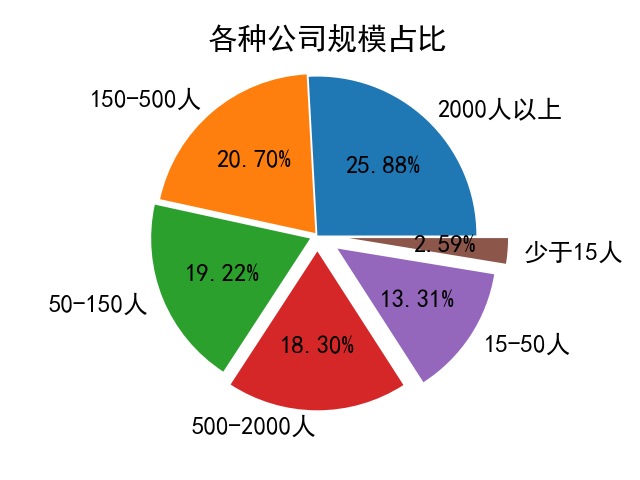 各种公司规模占比
150-500人
2000人以上
20.70%
25.88%
2.59%
少于15人
19.22%
13.31%
50-150人
18.30%
15-50人
500-2000人